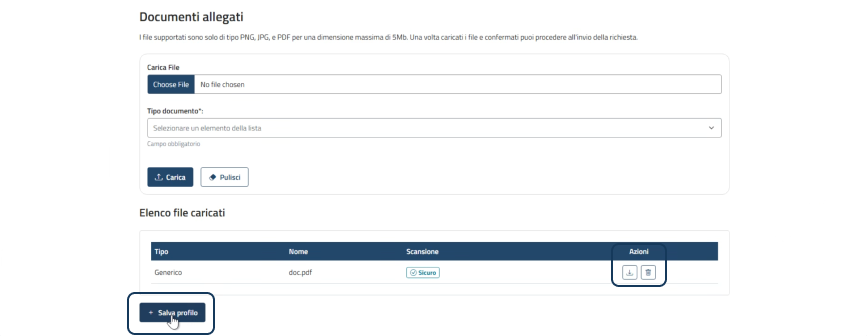 Documenti allegati
I file supportati sono solo di tipo PNG, JPG, e PDF per una dimensione massima di 5Mb. Una volta caricati i file e confermati puoi procedere all'invio della richiesta.
Carica File
Choose File No file chosen
Tipo documento*:
Selezionare un elemento della lista
Campo obbligatorio
Carica Pulisci
Elenco file caricati
Tipo Nome Scansione Azioni
Generico doc.pdf Sicuro
+ Salva profilo